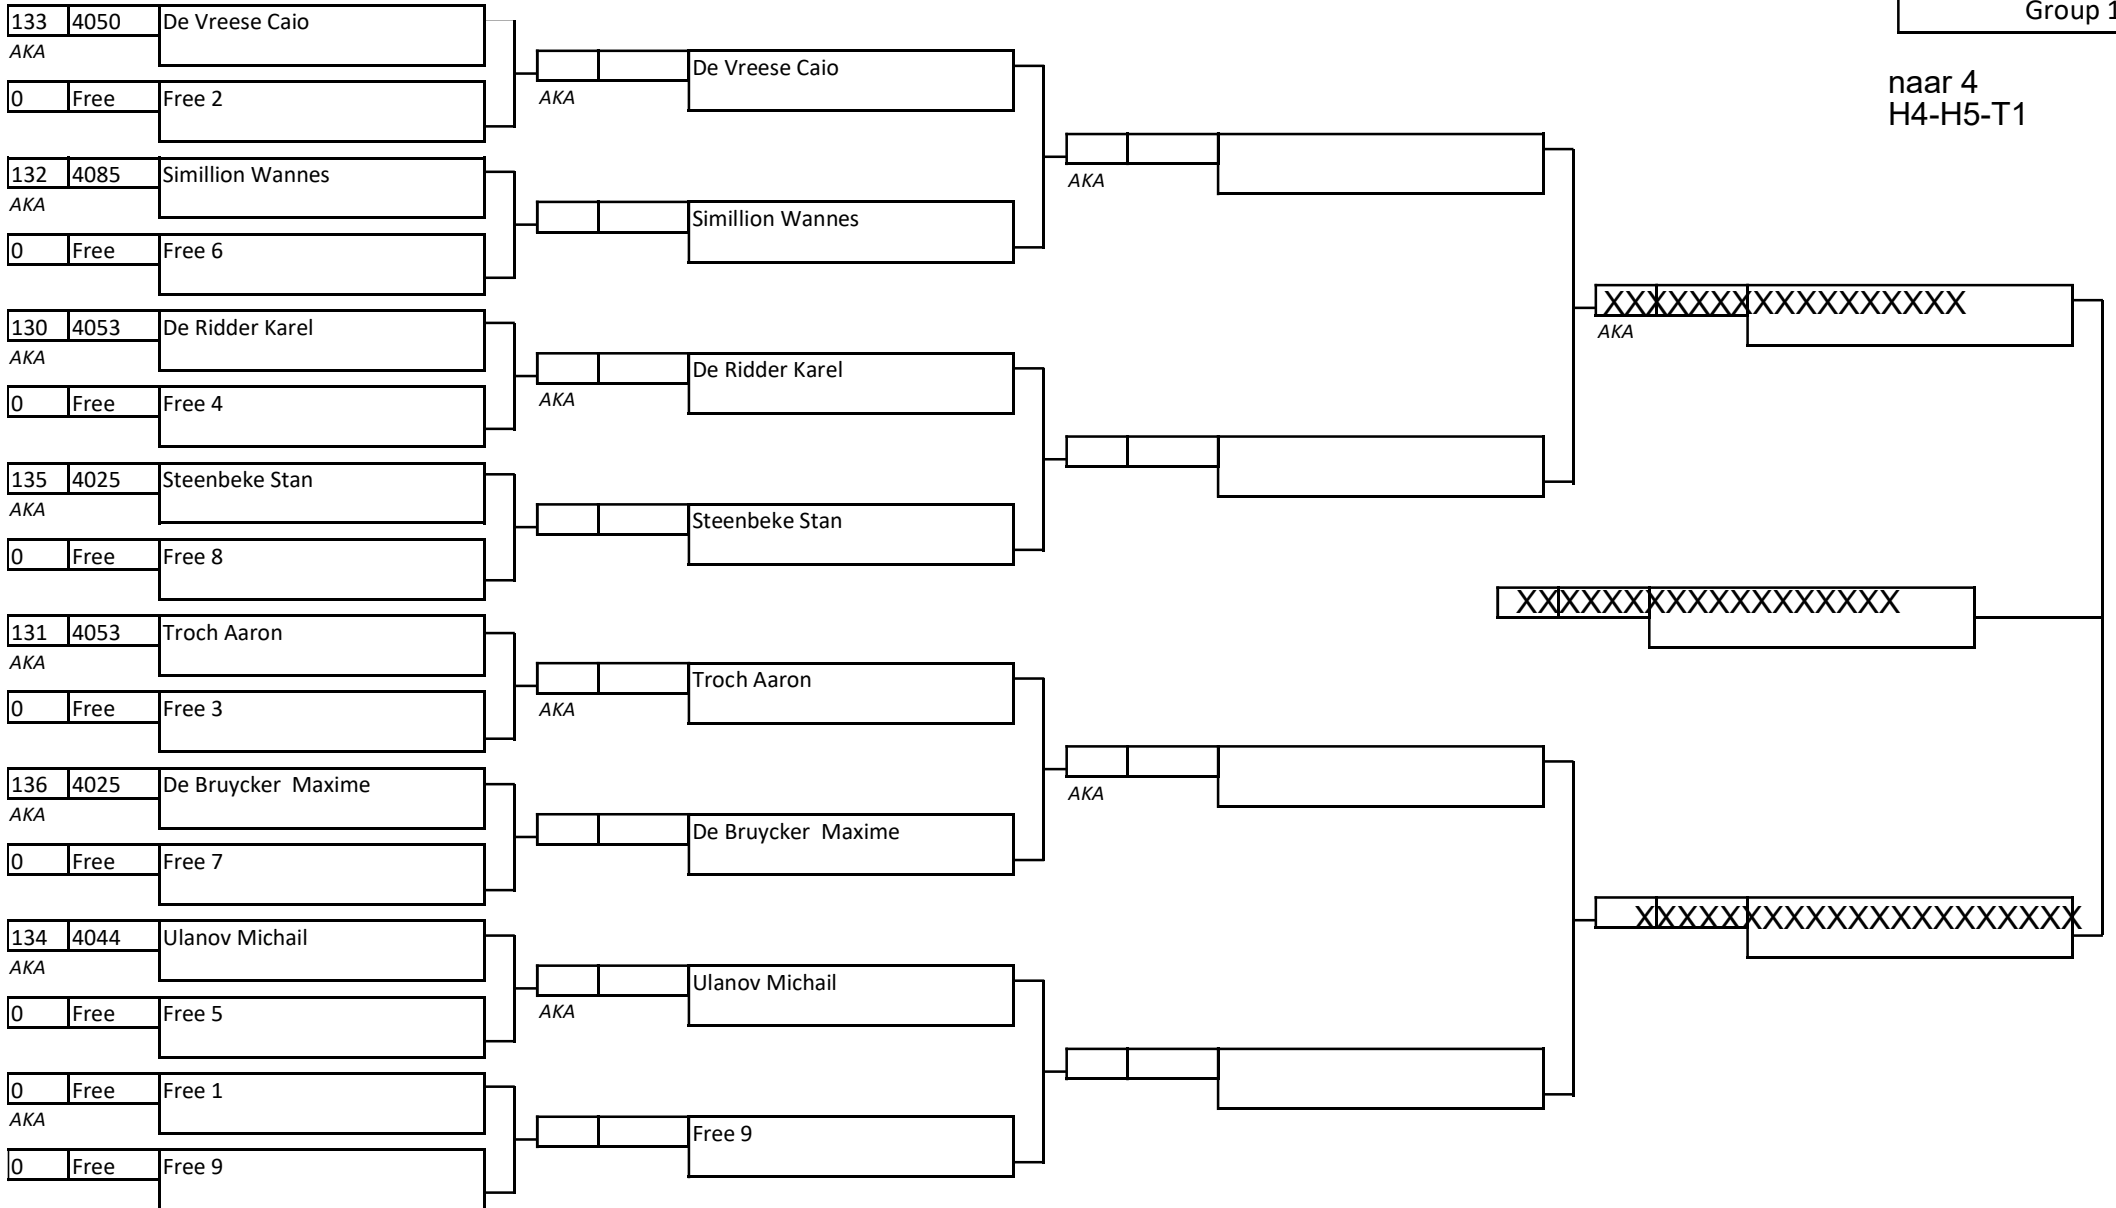 Group 1
naar 4
H4-H5-T1
133 4050 De Vreese Caio
AKA
0 Free Free 2
132 4085 Simillion Wannes
AKA
0 Free Free 6
130 4053 De Ridder Karel
AKA
0 Free Free 4
135 4025 Steenbeke Stan
AKA
0 Free Free 8
131 4053 Troch Aaron
AKA
0 Free Free 3
136 4025 De Bruycker  Maxime
AKA
0 Free Free 7
134 4044 Ulanov Michail
AKA
0 Free Free 5
0 Free Free 1
AKA
0 Free Free 9
De Vreese Caio
AKA
Simillion Wannes
De Ridder Karel
AKA
Steenbeke Stan
Troch Aaron
AKA
De Bruycker  Maxime
Ulanov Michail
AKA
Free 9
AKA
AKA
XXXXXXXXXXXXXXXXX
AKA
XXXXXXXXXXXXXXXXXX
XXXXXXXXXXXXXXXXXXXXX